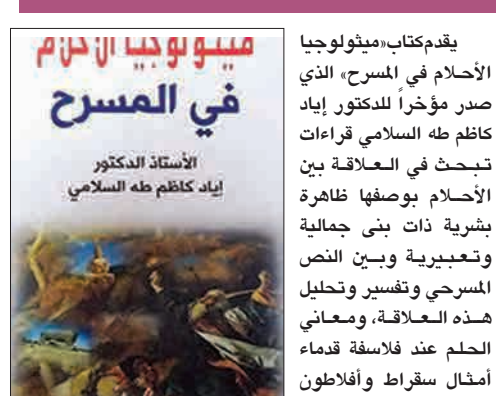 يقدم كتاب «ميثولوجيا
الأحلام في المسرح» الذي
صدر مؤخراً للدكتور إياد
كاظم طه السلامي قراءات
تبحث في العلاقة بين
الأحلام بوصفها ظاهرة
بشرية ذات بنى جمالية
وتعبيرية وبين النص
المسرحي وتفسير وتحليل
هذه العلاقة، ومعاني
الحلم عند فلاسفة قدماء
أمثال سقراط وأفلاطون
ميثولوجيا الأحلام
في المسرح
الأستاذ الدكتور
إياد كاظم طه السلامي